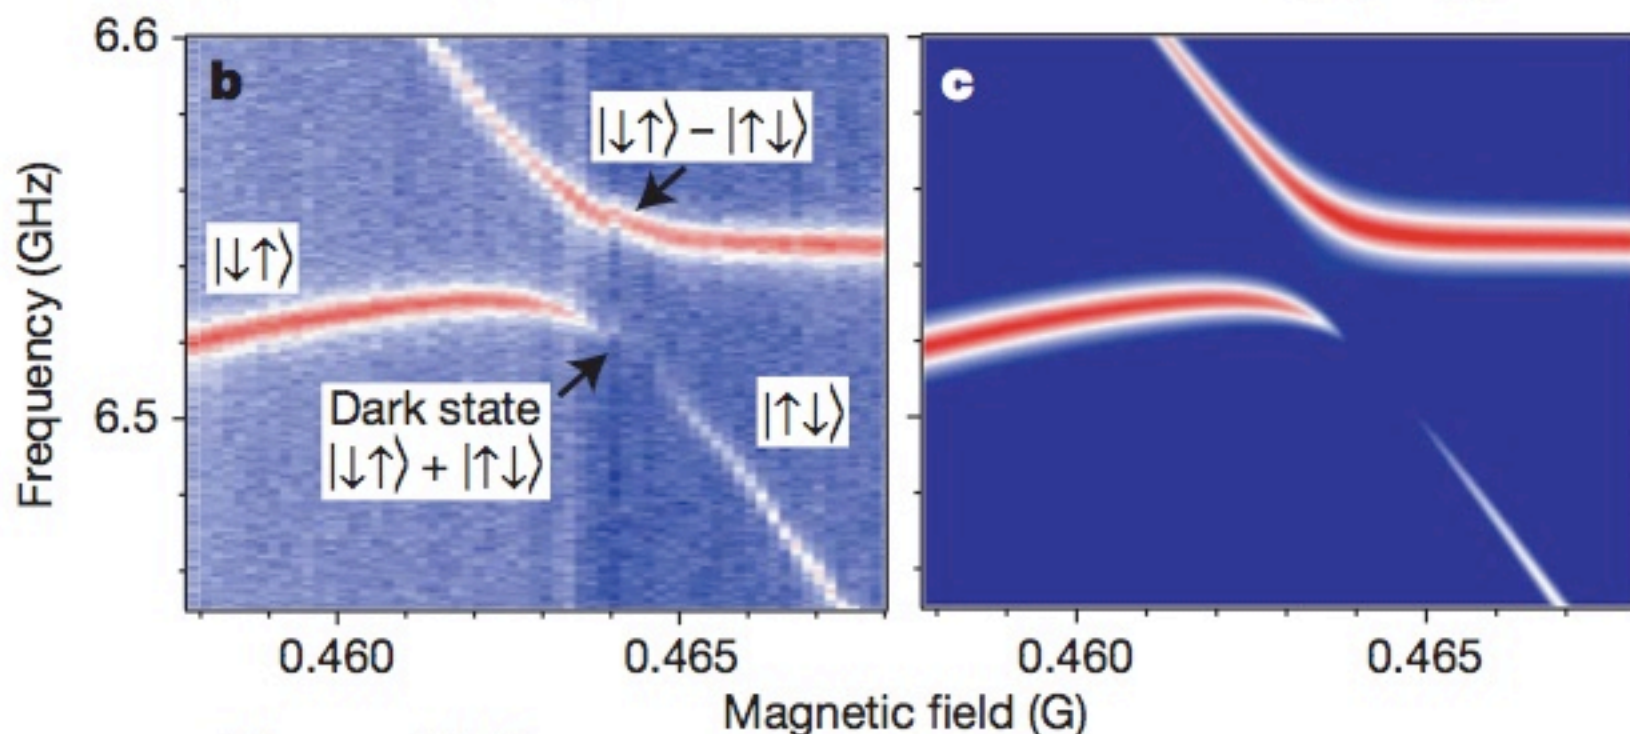 6.6
b
c
|↓↑⟩ – |↑↓⟩
|↓↑⟩
Frequency (GHz)
6.5
Dark state
|↓↑⟩ + |↑↓⟩
|↑↓⟩
0.460
0.465
0.460
0.465
Magnetic field (G)